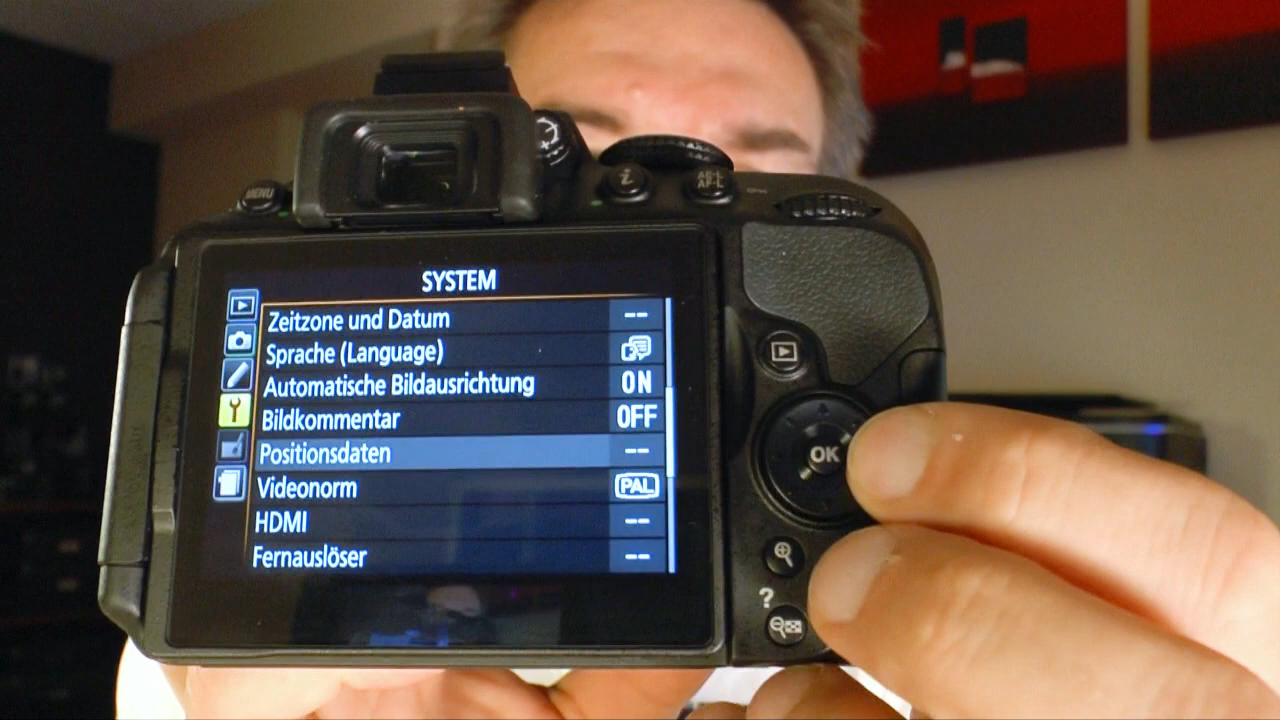 MENU
i
AE-L
AF-L
SYSTEM
Zeitzone und Datum --
Sprache (Language)
Automatische Bildausrichtung ON
Bildkommentar OFF
Positionsdaten --
Videonorm PAL
HDMI --
Fernauslöser --
OK
?